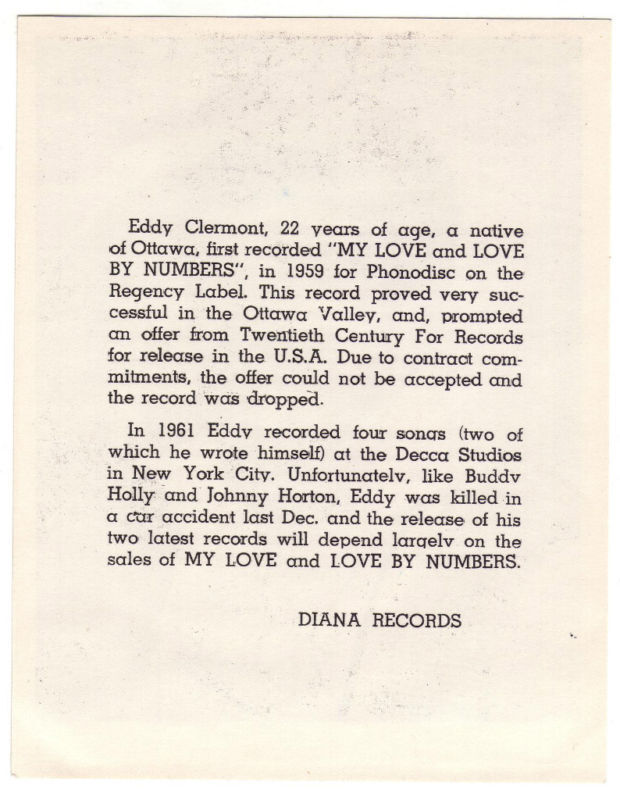 Eddy Clermont, 22 years of age, a native
of Ottawa, first recorded "MY LOVE and LOVE
BY NUMBERS", in 1959 for Phonodisc on the
Regency Label. This record proved very suc-
cessful in the Ottawa Valley, and, prompted
an offer from Twentieth Century For Records
for release in the U.S.A. Due to contract com-
mitments, the offer could not be accepted and
the record was dropped.
In 1961 Eddy recorded four songs (two of
which he wrote himself) at the Decca Studios
in New York City. Unfortunately, like Buddy
Holly and Johnny Horton, Eddy was killed in
a car accident last Dec. and the release of his
two latest records will depend largely on the
sales of MY LOVE and LOVE BY NUMBERS.
DIANA RECORDS